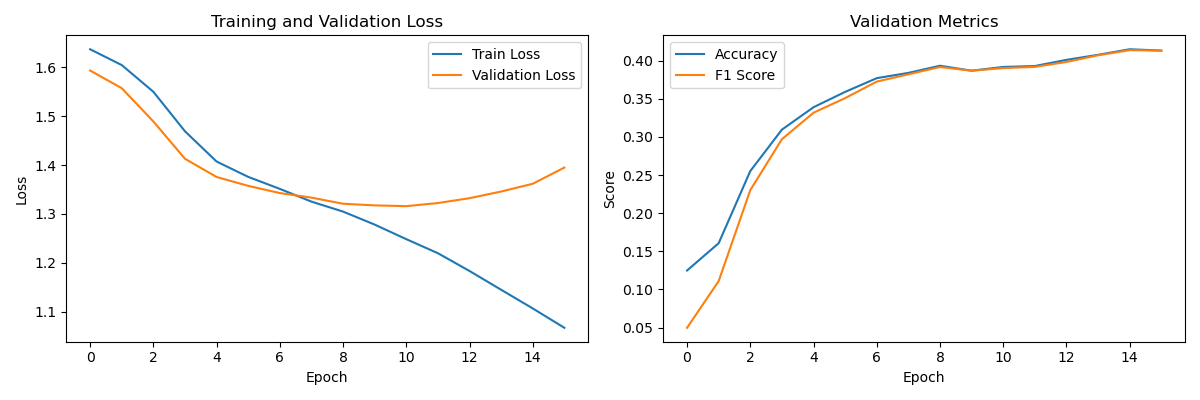 Training and Validation Loss
Train Loss
Validation Loss
1.6
1.5
1.4
1.3
1.2
1.1
Loss
0 2 4 6 8 10 12 14
Epoch
Validation Metrics
Accuracy
F1 Score
0.40
0.35
0.30
0.25
0.20
0.15
0.10
0.05
Score
0 2 4 6 8 10 12 14
Epoch